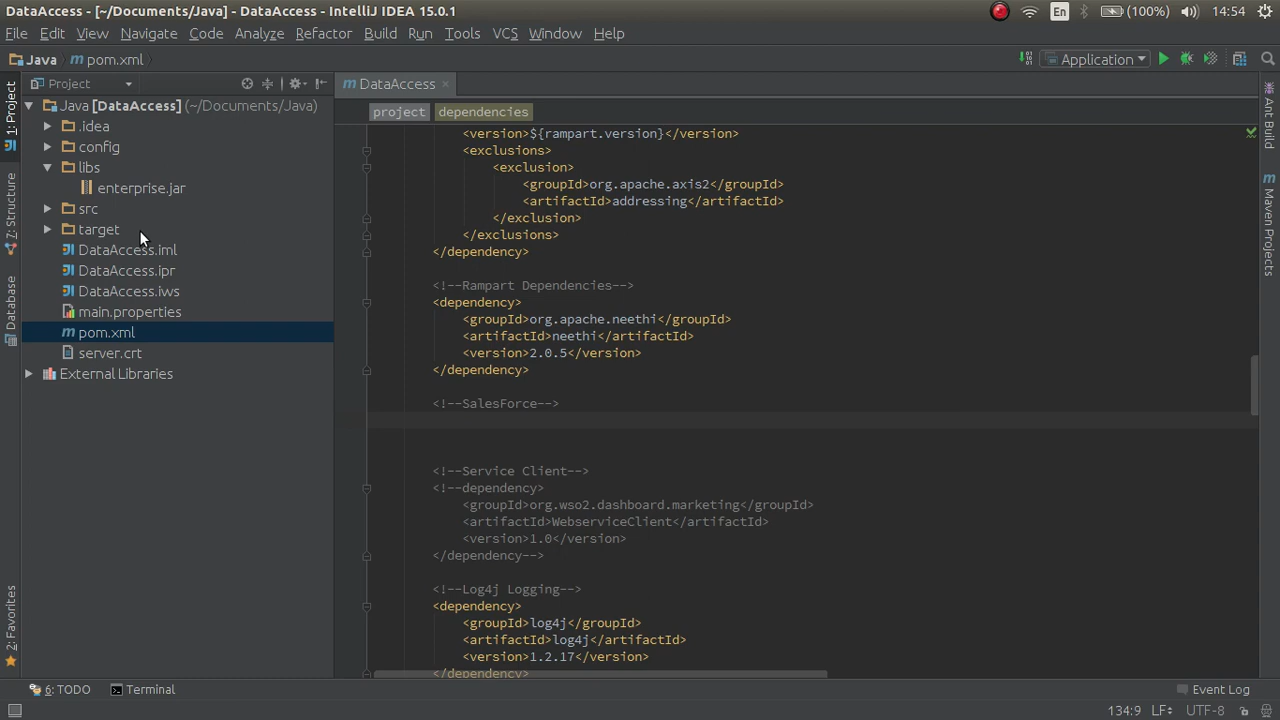 DataAccess - [~/Documents/Java] - DataAccess - IntelliJ IDEA 15.0.1
En
(100%)
14:54
File Edit View Navigate Code Analyze Refactor Build Run Tools VCS Window Help
Java
pom.xml
Application
Project
DataAccess
1: Project
7: Structure
Database
2: Favorites
Java [DataAccess] (~/Documents/Java)
.idea
config
libs
enterprise.jar
src
target
DataAccess.iml
DataAccess.ipr
DataAccess.iws
main.properties
pom.xml
server.crt
External Libraries
project dependencies
<version>${rampart.version}</version>
<exclusions>
<exclusion>
<groupId>org.apache.axis2</groupId>
<artifactId>addressing</artifactId>
</exclusion>
</exclusions>
</dependency>
<!--Rampart Dependencies-->
<dependency>
<groupId>org.apache.neethi</groupId>
<artifactId>neethi</artifactId>
<version>2.0.5</version>
</dependency>
<!--SalesForce-->
<!--Service Client-->
<!--dependency>
<groupId>org.wso2.dashboard.marketing</groupId>
<artifactId>WebserviceClient</artifactId>
<version>1.0</version>
</dependency-->
<!--Log4j Logging-->
<dependency>
<groupId>log4j</groupId>
<artifactId>log4j</artifactId>
<version>1.2.17</version>
</dependency>
Ant Build
Maven Projects
6: TODO
Terminal
Event Log
134:9
LF
UTF-8